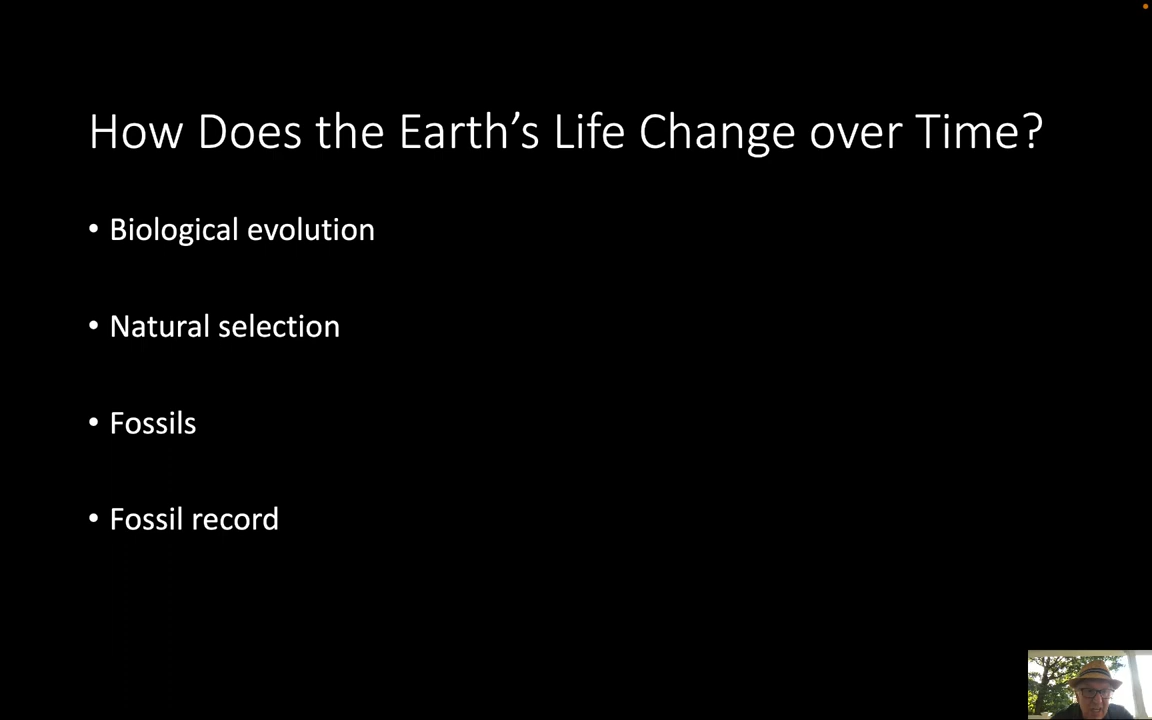 How Does the Earth’s Life Change over Time?
• Biological evolution
• Natural selection
• Fossils
• Fossil record